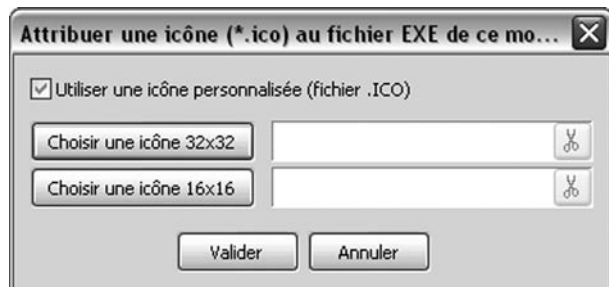 Attribuer une icône (*.ico) au fichier EXE de ce mo...
Utiliser une icône personnalisée (fichier .ICO)
Choisir une icône 32x32
Choisir une icône 16x16
Valider Annuler